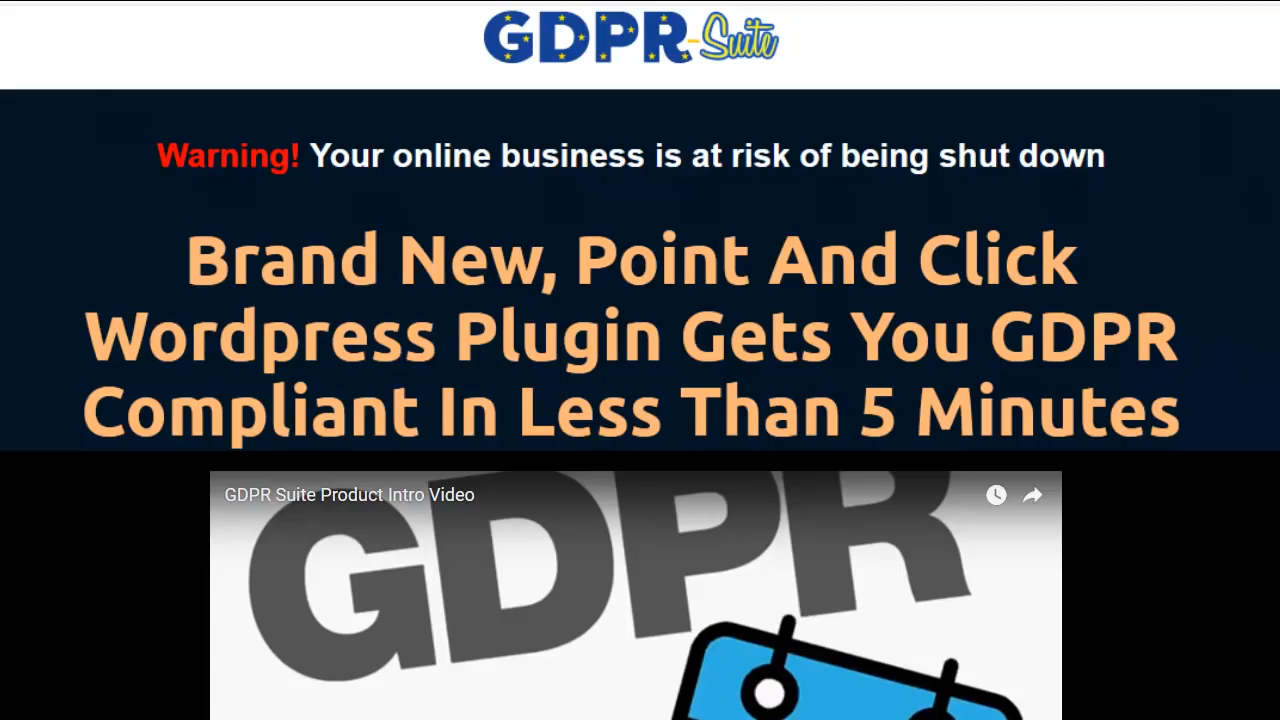 GDPR-Suite
Warning! Your online business is at risk of being shut down
Brand New, Point And Click
Wordpress Plugin Gets You GDPR
Compliant In Less Than 5 Minutes
GDPR Suite Product Intro Video
GDPR